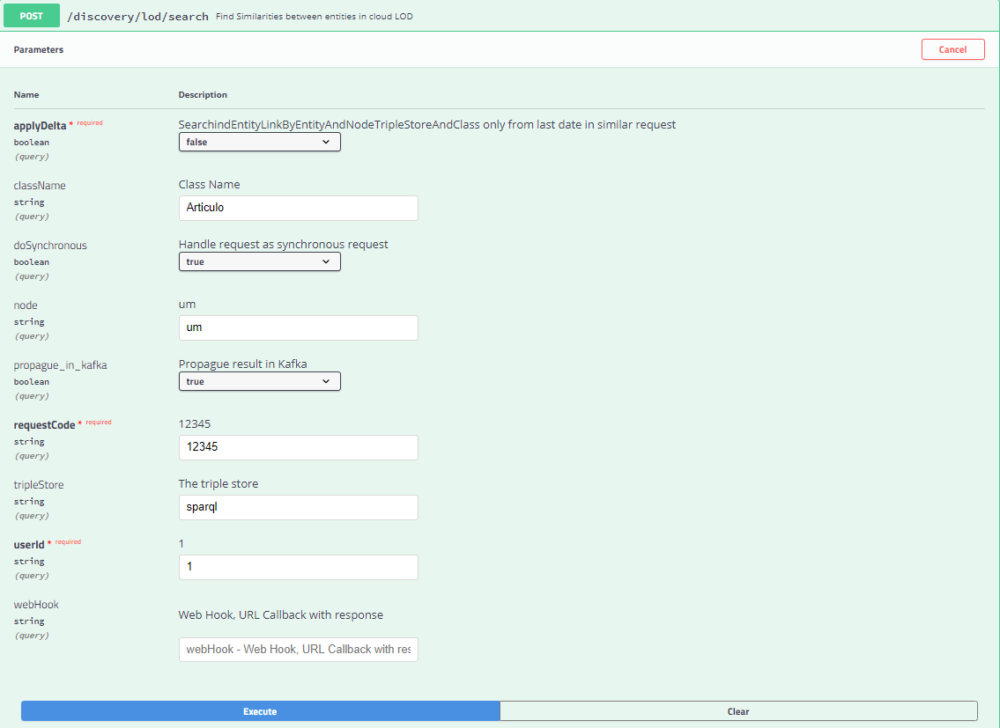 POST /discovery/lod/search Find Similarities between entities in cloud LOD
Parameters
Cancel
Name Description
applyDelta * required
SearchindEntityLinkByEntityAndNodeTripleStoreAndClass only from last date in similar request
boolean
false
(query)
className
Class Name
string
Articulo
(query)
doSynchronous
Handle request as synchronous request
boolean
true
(query)
node
um
string
um
(query)
propague_in_kafka
Propague result in Kafka
boolean
true
(query)
requestCode * required
12345
string
12345
(query)
tripleStore
The triple store
string
sparql
(query)
userId * required
1
string
1
(query)
webHook
Web Hook, URL Callback with response
string
(query)
webHook - Web Hook, URL Callback with res
Execute
Clear